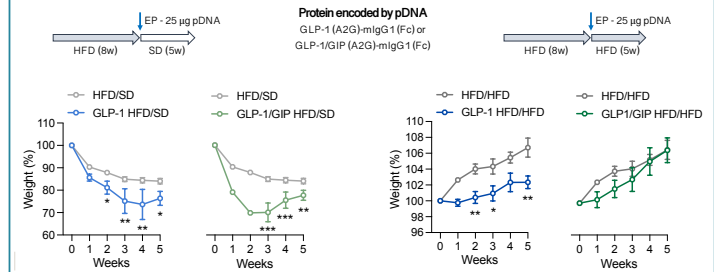 EP - 25 µg pDNA
HFD (8w)
SD (5w)
Protein encoded by pDNA
GLP-1 (A2G)-mIgG1 (Fc) or
GLP-1/GIP (A2G)-mIgG1 (Fc)
EP - 25 µg pDNA
HFD (8w)
HFD (5w)
HFD/SD
GLP-1 HFD/SD
Weight (%)
110
100
90
80
70
60
0 1 2 3 4 5
Weeks
* ** ** *
HFD/SD
GLP-1/GIP HFD/SD
0 1 2 3 4 5
Weeks
*** *** **
HFD/HFD
GLP-1 HFD/HFD
Weight (%)
110
108
106
104
102
100
98
96
0 1 2 3 4 5
Weeks
** * **
HFD/HFD
GLP1/GIP HFD/HFD
0 1 2 3 4 5
Weeks